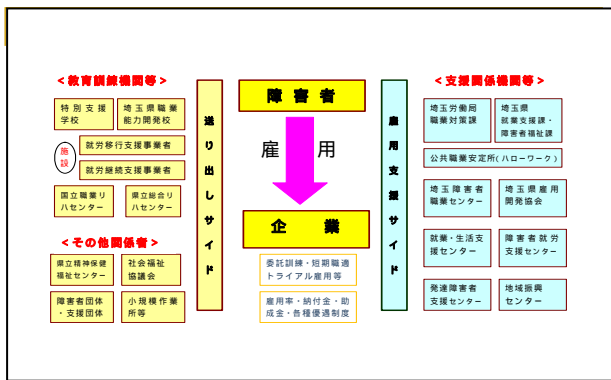 ＜教育訓練機関等＞
特別支援
学校
埼玉県職業
能力開発校
施設
就労移行支援事業者
就労継続支援事業者
国立職業リ
ハセンター
県立総合リ
ハセンター
＜その他関係者＞
県立精神保健
福祉センター
社会福祉
協議会
障害者団体
・支援団体
小規模作業
所等
送り出しサイド
障害者
雇用
企業
委託訓練・短期職適
トライアル雇用等
雇用率・納付金・助
成金・各種優遇制度
雇用支援サイド
＜支援関係機関等＞
埼玉労働局
職業対策課
埼玉県
就業支援課・
障害者福祉課
公共職業安定所(ハローワーク)
埼玉障害者
職業センター
埼玉県雇用
開発協会
就業・生活支
援センター
障害者就労
支援センター
発達障害者
支援センター
地域振興
センター